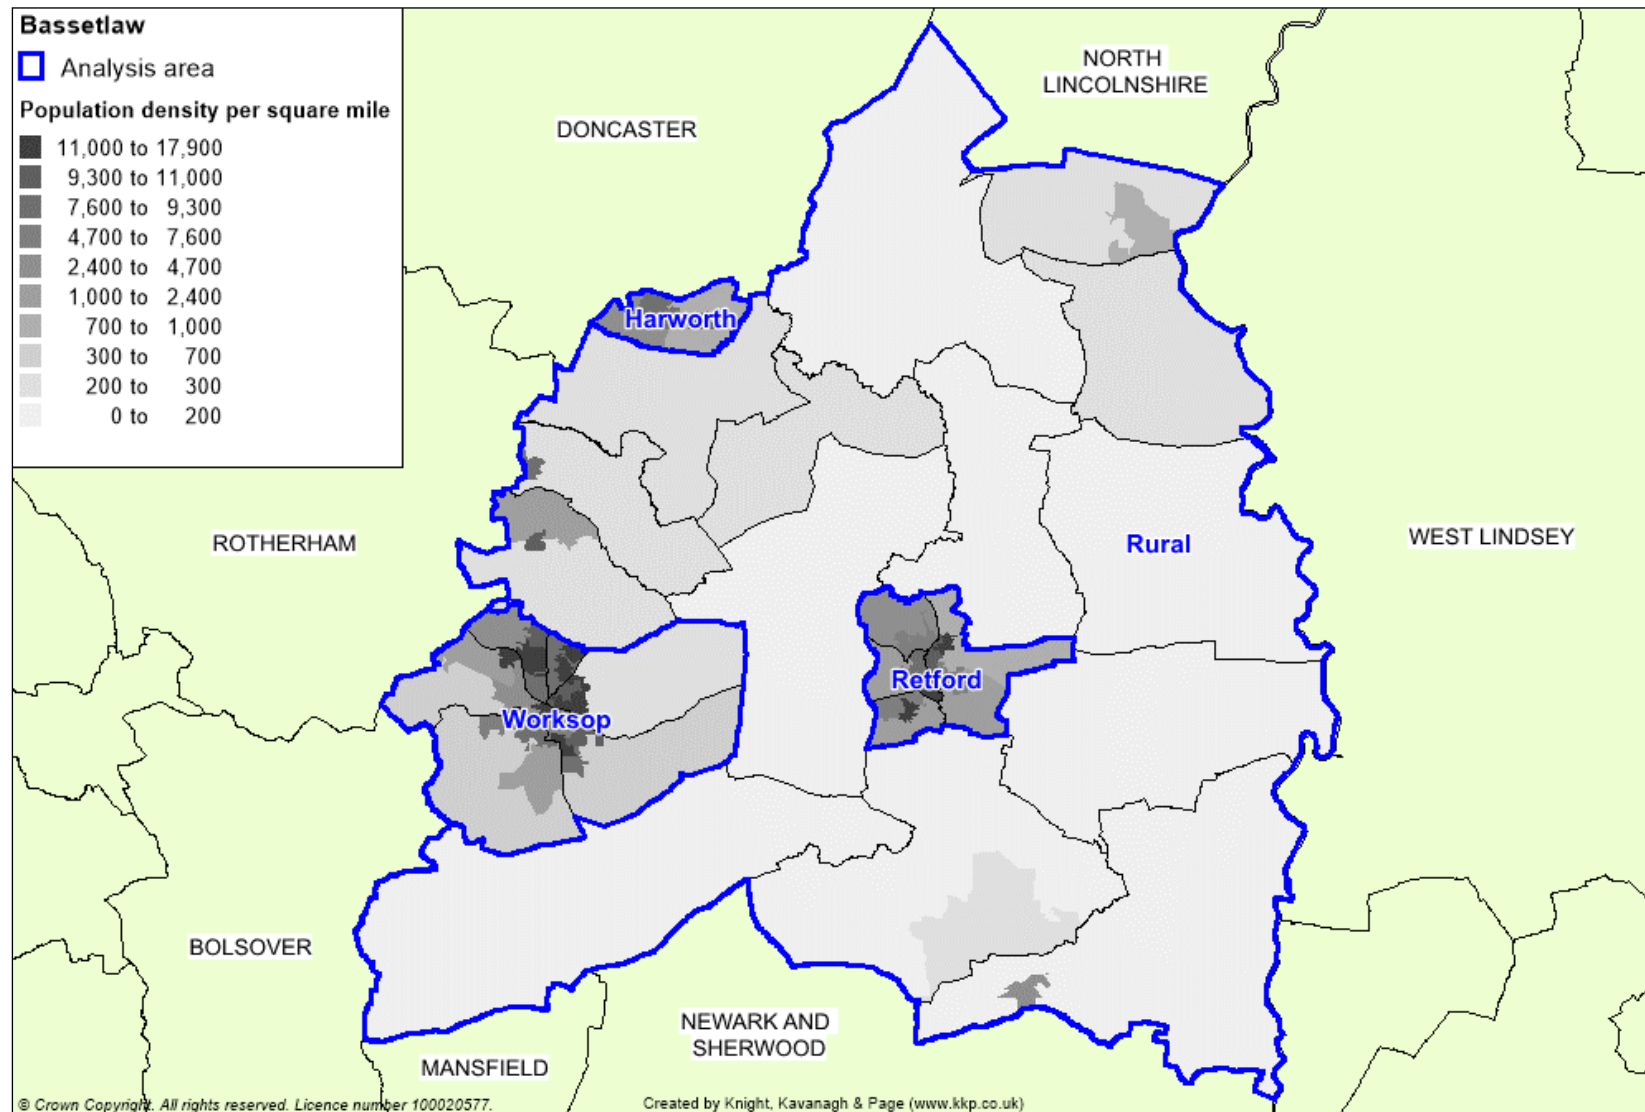 Bassetlaw
Analysis area
Population density per square mile
11,000 to 17,900
9,300 to 11,000
7,600 to 9,300
4,700 to 7,600
2,400 to 4,700
1,000 to 2,400
700 to 1,000
300 to 700
200 to 300
0 to 200
NORTH
LINCOLNSHIRE
DONCASTER
Harworth
ROTHERHAM
Rural
WEST LINDSEY
Retford
Worksop
BOLSOVER
NEWARK AND
SHERWOOD
MANSFIELD
© Crown Copyright. All rights reserved. Licence number 100020577.
Created by Knight, Kavanagh & Page (www.kkp.co.uk)